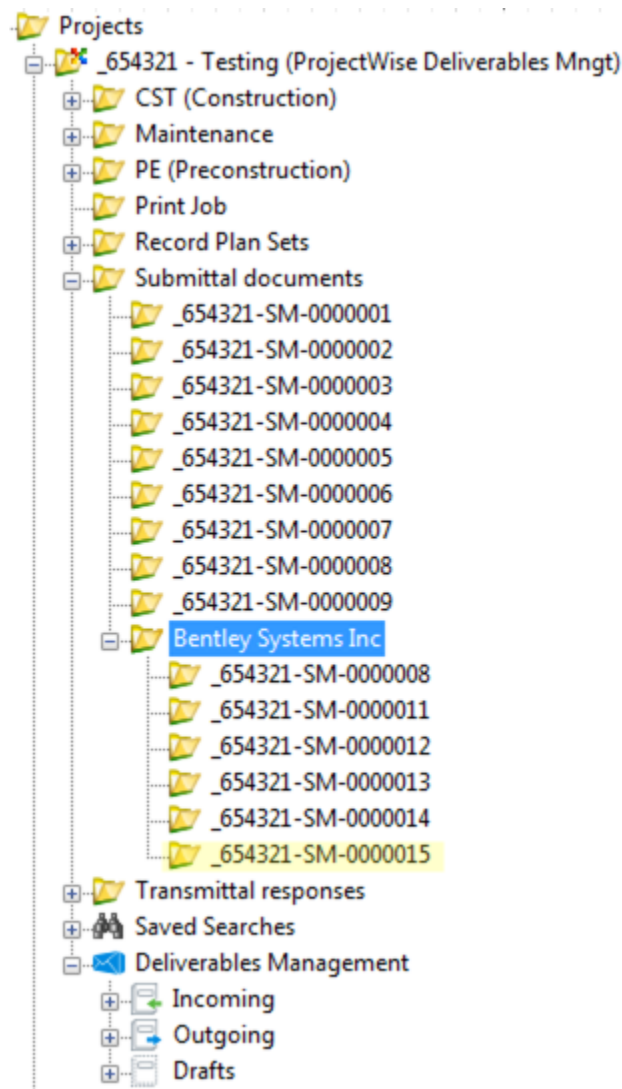 Projects
_654321 - Testing (ProjectWise Deliverables Mngt)
CST (Construction)
Maintenance
PE (Preconstruction)
Print Job
Record Plan Sets
Submittal documents
_654321-SM-0000001
_654321-SM-0000002
_654321-SM-0000003
_654321-SM-0000004
_654321-SM-0000005
_654321-SM-0000006
_654321-SM-0000007
_654321-SM-0000008
_654321-SM-0000009
Bentley Systems Inc
_654321-SM-0000008
_654321-SM-0000011
_654321-SM-0000012
_654321-SM-0000013
_654321-SM-0000014
_654321-SM-0000015
Transmittal responses
Saved Searches
Deliverables Management
Incoming
Outgoing
Drafts